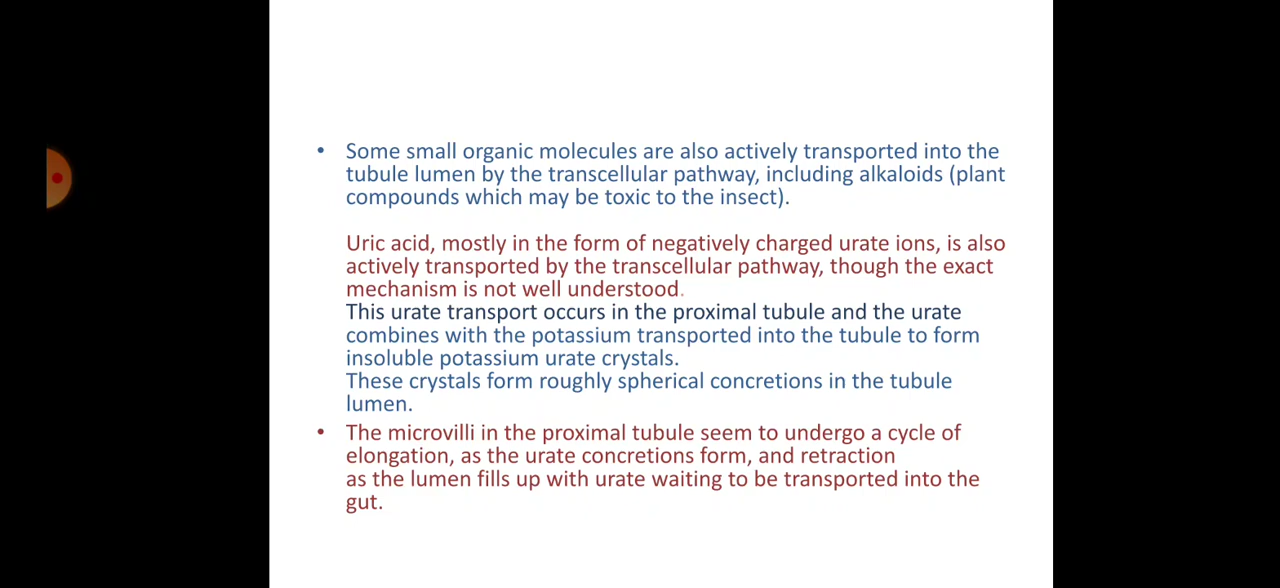 • Some small organic molecules are also actively transported into the
tubule lumen by the transcellular pathway, including alkaloids (plant
compounds which may be toxic to the insect).
Uric acid, mostly in the form of negatively charged urate ions, is also
actively transported by the transcellular pathway, though the exact
mechanism is not well understood.
This urate transport occurs in the proximal tubule and the urate
combines with the potassium transported into the tubule to form
insoluble potassium urate crystals.
These crystals form roughly spherical concretions in the tubule
lumen.
• The microvilli in the proximal tubule seem to undergo a cycle of
elongation, as the urate concretions form, and retraction
as the lumen fills up with urate waiting to be transported into the
gut.